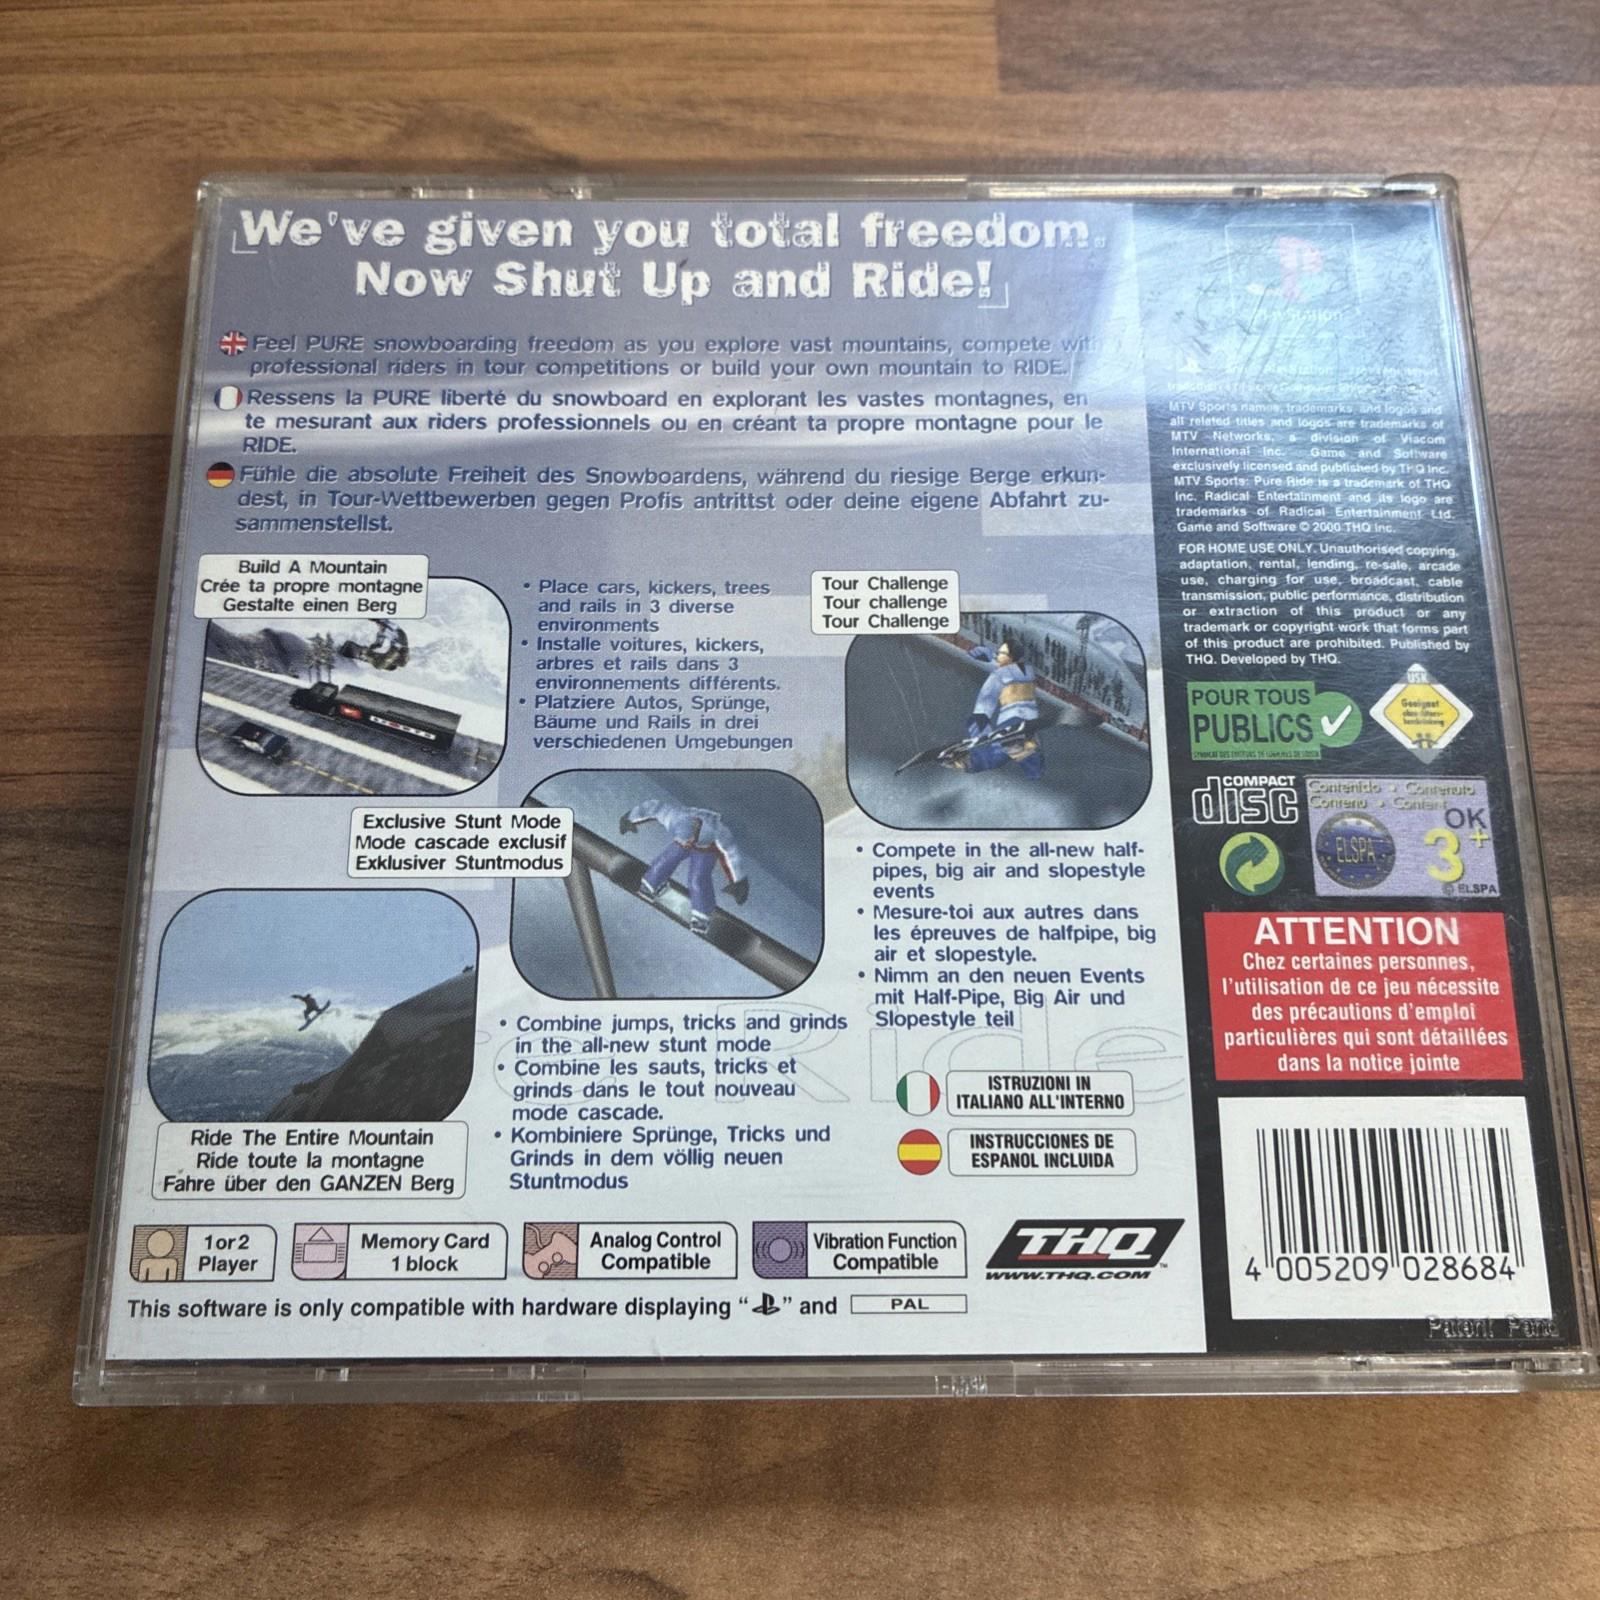 We've given you total freedom.
Now Shut Up and Ride!
Feel PURE snowboarding freedom as you explore vast mountains, compete with
professional riders in tour competitions or build your own mountain to RIDE.
Ressens la PURE liberté du snowboard en explorant les vastes montagnes, en
te mesurant aux riders professionnels ou en créant ta propre montagne pour le
RIDE.
Fühle die absolute Freiheit des Snowboardens, während du riesige Berge erkun-
dest, in Tour-Wettbewerben gegen Profis antrittst oder deine eigene Abfahrt zu-
sammenstellst.
Build A Mountain
Crée ta propre montagne
Gestalte einen Berg
• Place cars, kickers, trees
and rails in 3 diverse
environments
• Installe voitures, kickers,
arbres et rails dans 3
environnements différents.
• Platziere Autos, Sprünge,
Bäume und Rails in drei
verschiedenen Umgebungen
Tour Challenge
Tour challenge
Tour Challenge
Exclusive Stunt Mode
Mode cascade exclusif
Exklusiver Stuntmodus
• Compete in the all-new half-
pipes, big air and slopestyle
events
• Mesure-toi aux autres dans
les épreuves de halfpipe, big
air et slopestyle.
• Nimm an den neuen Events
mit Half-Pipe, Big Air und
Slopestyle teil
• Combine jumps, tricks and grinds
in the all-new stunt mode
• Combine les sauts, tricks et
grinds dans le tout nouveau
mode cascade.
• Kombiniere Sprünge, Tricks und
Grinds in dem völlig neuen
Stuntmodus
Ride The Entire Mountain
Ride toute la montagne
Fahre über den GANZEN Berg
Ride
ISTRUZIONI IN
ITALIANO ALL'INTERNO
INSTRUCCIONES DE
ESPANOL INCLUIDA
1 or 2
Player
Memory Card
1 block
Analog Control
Compatible
Vibration Function
Compatible
THQ
WWW.THQ.COM
This software is only compatible with hardware displaying “ ” and PAL
MTV Sports names, trademarks, and logos and
all related titles and logos are trademarks of
MTV Networks, a division of Viacom
International Inc. Game and Software
exclusively licensed and published by THQ Inc.
MTV Sports: Pure Ride is a trademark of THQ
Inc. Radical Entertainment and its logo are
trademarks of Radical Entertainment Ltd.
Game and Software © 2000 THQ Inc.
FOR HOME USE ONLY. Unauthorised copying,
adaptation, rental, lending, re-sale, arcade
use, charging for use, broadcast, cable
transmission, public performance, distribution
or extraction of this product or any
trademark or copyright work that forms part
of this product are prohibited. Published by
THQ. Developed by THQ.
POUR TOUS
PUBLICS
USK
Geeignet
COMPACT
disc
Contenido • Contenuto
Contenu • Content
ELSPA
OK
3+
© ELSPA
ATTENTION
Chez certaines personnes,
l'utilisation de ce jeu nécessite
des précautions d'emploi
particulières qui sont détaillées
dans la notice jointe
4 005209 028684
Patent Pend